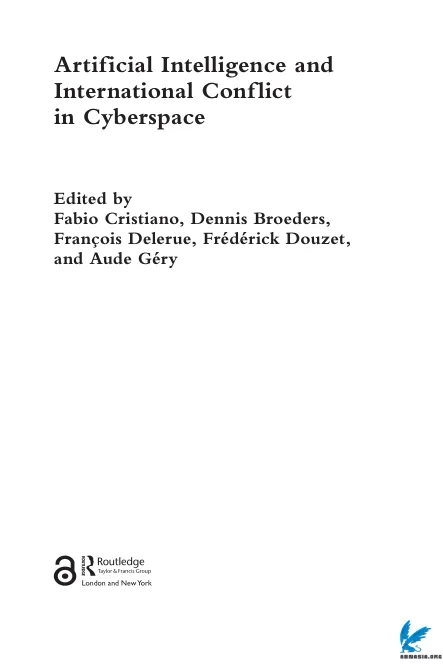 Artificial Intelligence and
International Conflict
in Cyberspace
Edited by
Fabio Cristiano, Dennis Broeders,
François Delerue, Frédérick Douzet,
and Aude Géry
Routledge
Taylor & Francis Group
London and New York